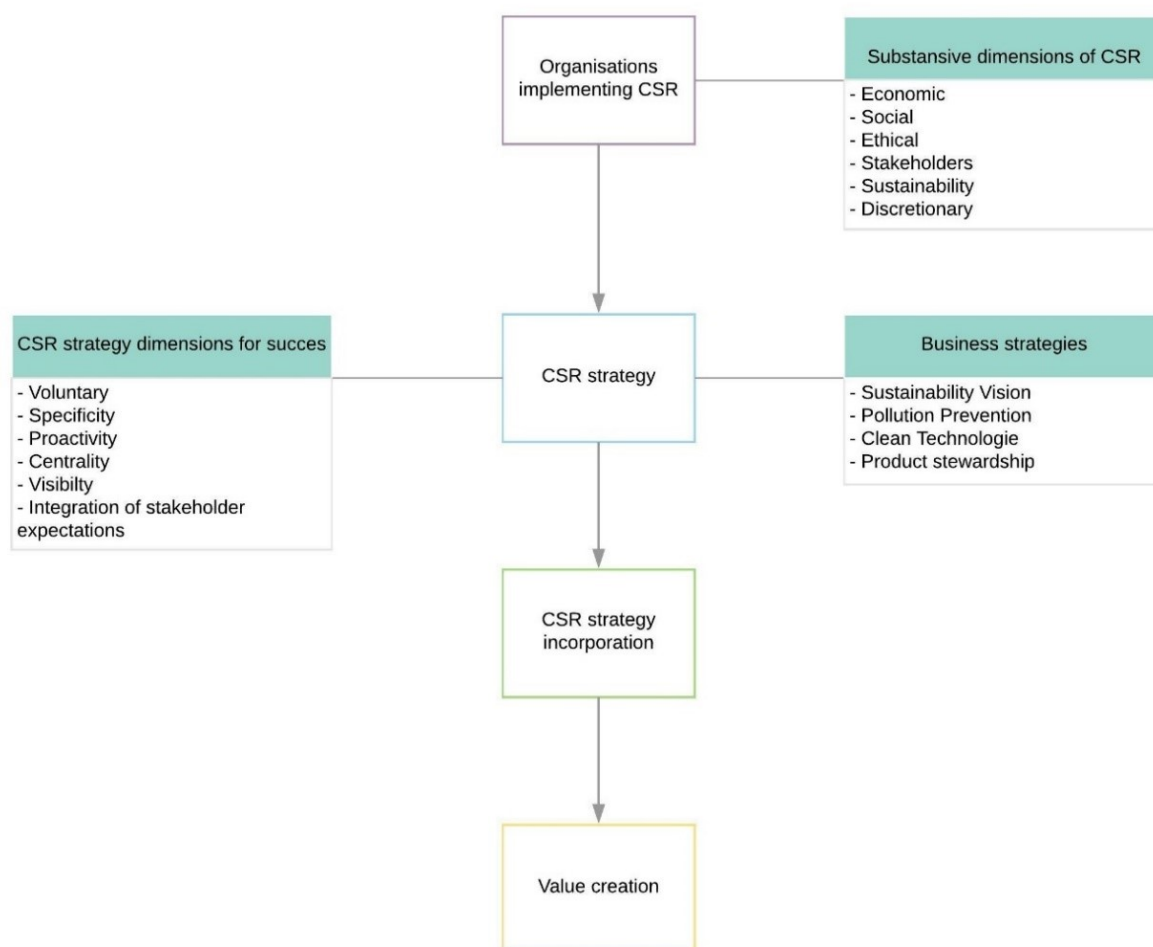 Organisations
implementing CSR
Substansive dimensions of CSR
- Economic
- Social
- Ethical
- Stakeholders
- Sustainability
- Discretionary
CSR strategy dimensions for succes
- Voluntary
- Specificity
- Proactivity
- Centrality
- Visibilty
- Integration of stakeholder
expectations
CSR strategy
Business strategies
- Sustainability Vision
- Pollution Prevention
- Clean Technologie
- Product stewardship
CSR strategy
incorporation
Value creation